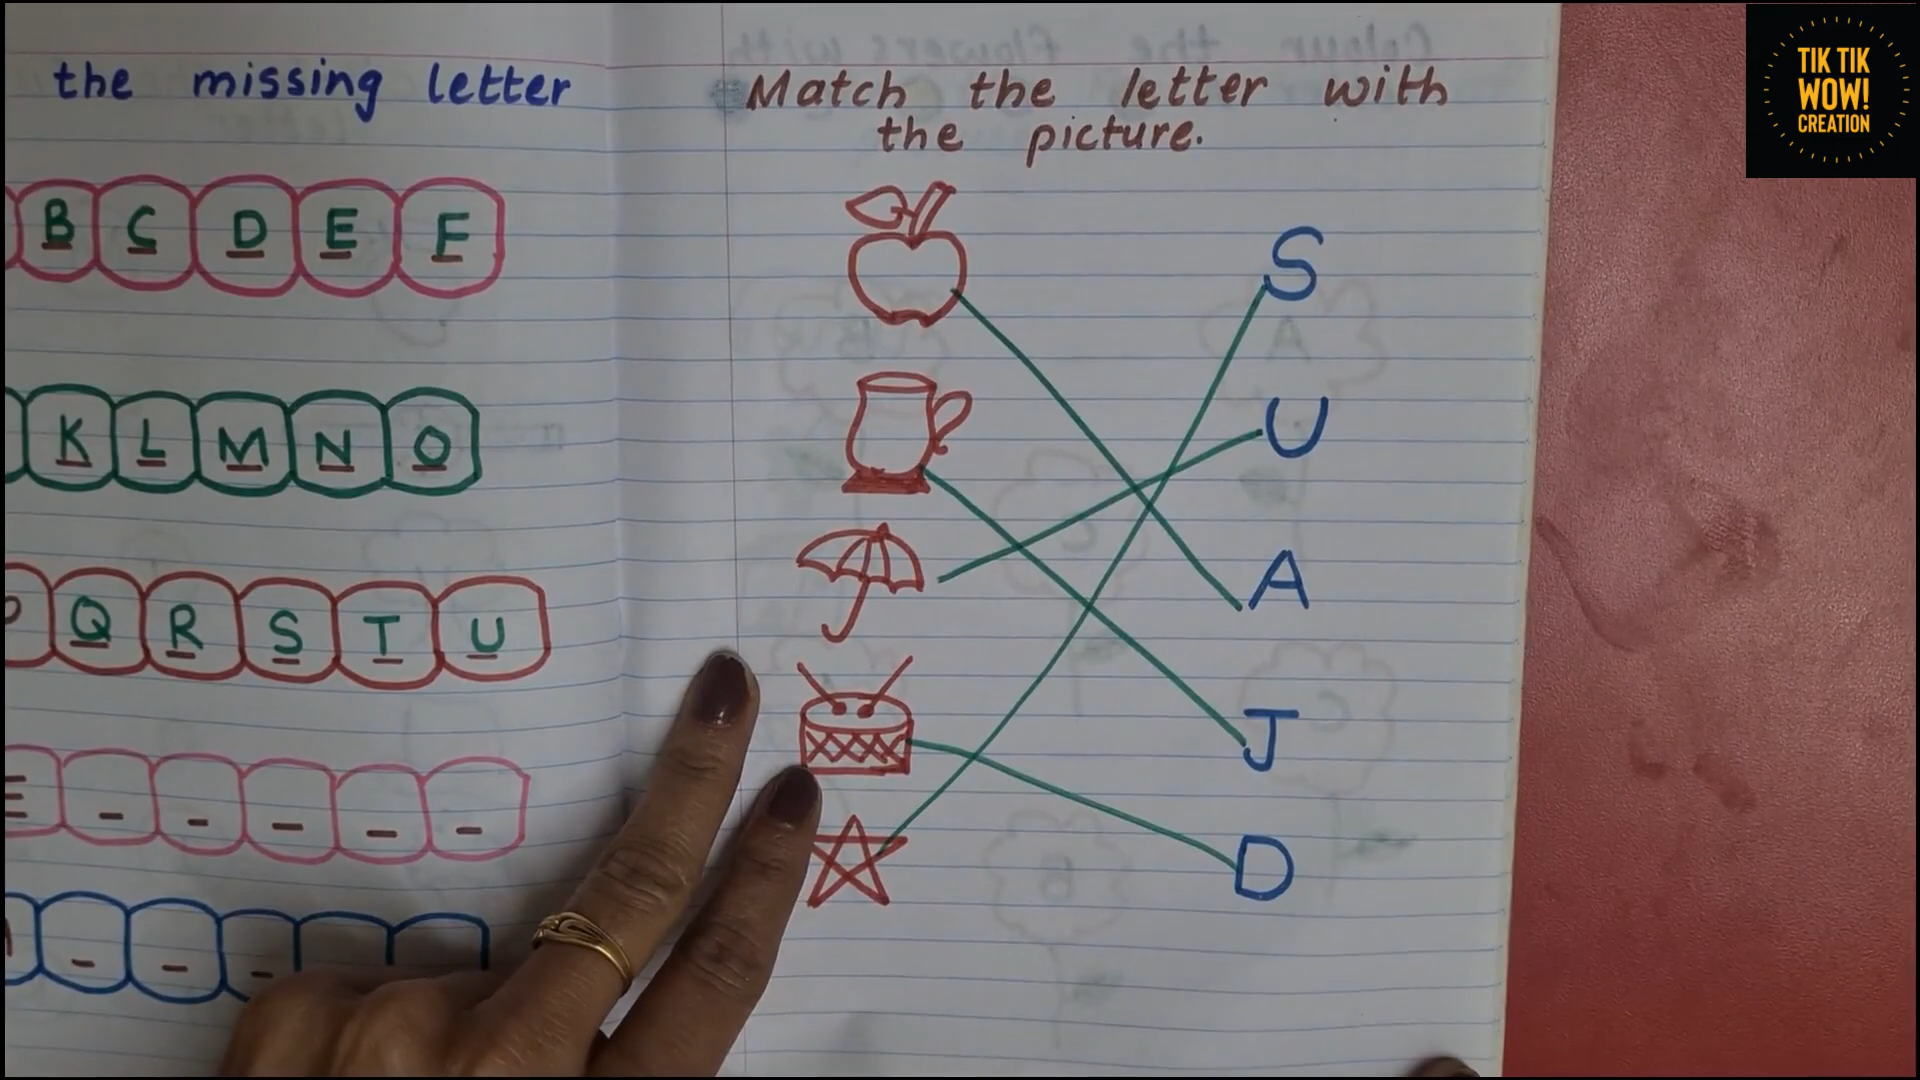 the missing letter
B C D E F
K L M N O
P Q R S T U
E _ _ _ _ _
_ _ _
Match the letter with
the picture.
S
U
A
J
D
TIK TIK
WOW!
CREATION